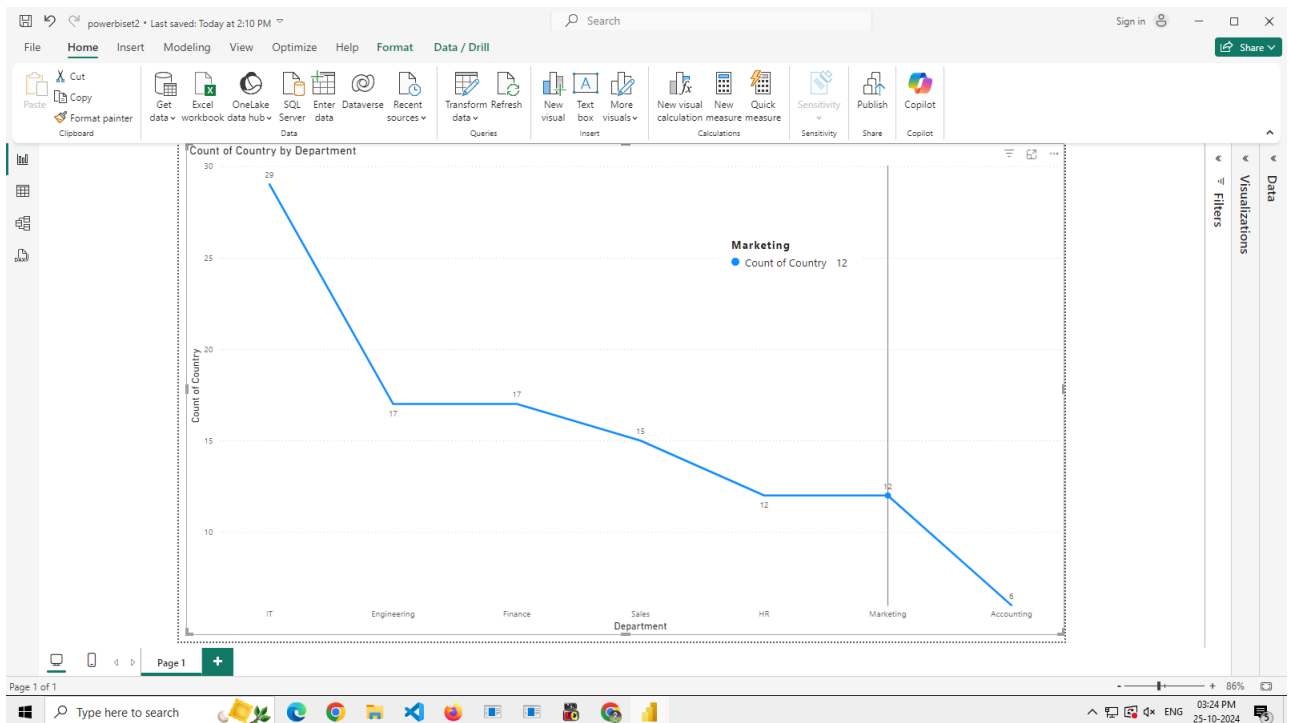 powerbiset2 • Last saved: Today at 2:10 PM
Search
Sign in
File Home Insert Modeling View Optimize Help Format Data / Drill
Share
Paste
Cut
Copy
Format painter
Clipboard
Get data
Excel workbook
OneLake data hub
SQL Server
Enter data
Dataverse
Recent sources
Data
Transform data
Refresh
Queries
New visual
Text box
More visuals
Insert
New visual calculation
New measure
Quick measure
Calculations
Sensitivity
Sensitivity
Publish
Share
Copilot
Copilot
Count of Country by Department
30
25
20
15
10
Count of Country
29
17
17
15
12
12
6
Marketing
Count of Country 12
IT Engineering Finance Sales HR Marketing Accounting
Department
Filters
Visualizations
Data
Page 1
Page 1 of 1
- + 86%
Type here to search
ENG
03:24 PM
25-10-2024